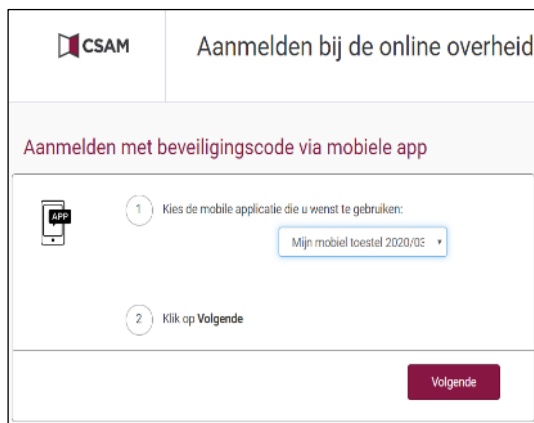 CSAM
Aanmelden bij de online overheid
Aanmelden met beveiligingscode via mobiele app
APP
1 Kies de mobile applicatie die u wenst te gebruiken:
Mijn mobiel toestel 2020/03
2 Klik op Volgende
Volgende